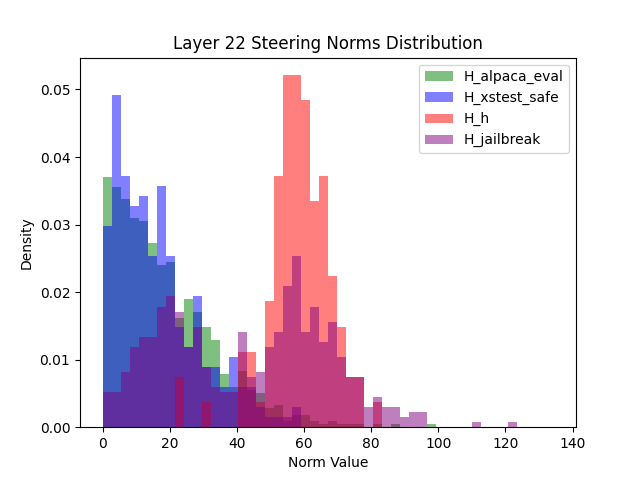 Layer 22 Steering Norms Distribution
H_alpaca_eval
H_xstest_safe
H_h
H_jailbreak
0.05
0.04
0.03
0.02
0.01
0.00
Density
0 20 40 60 80 100 120 140
Norm Value